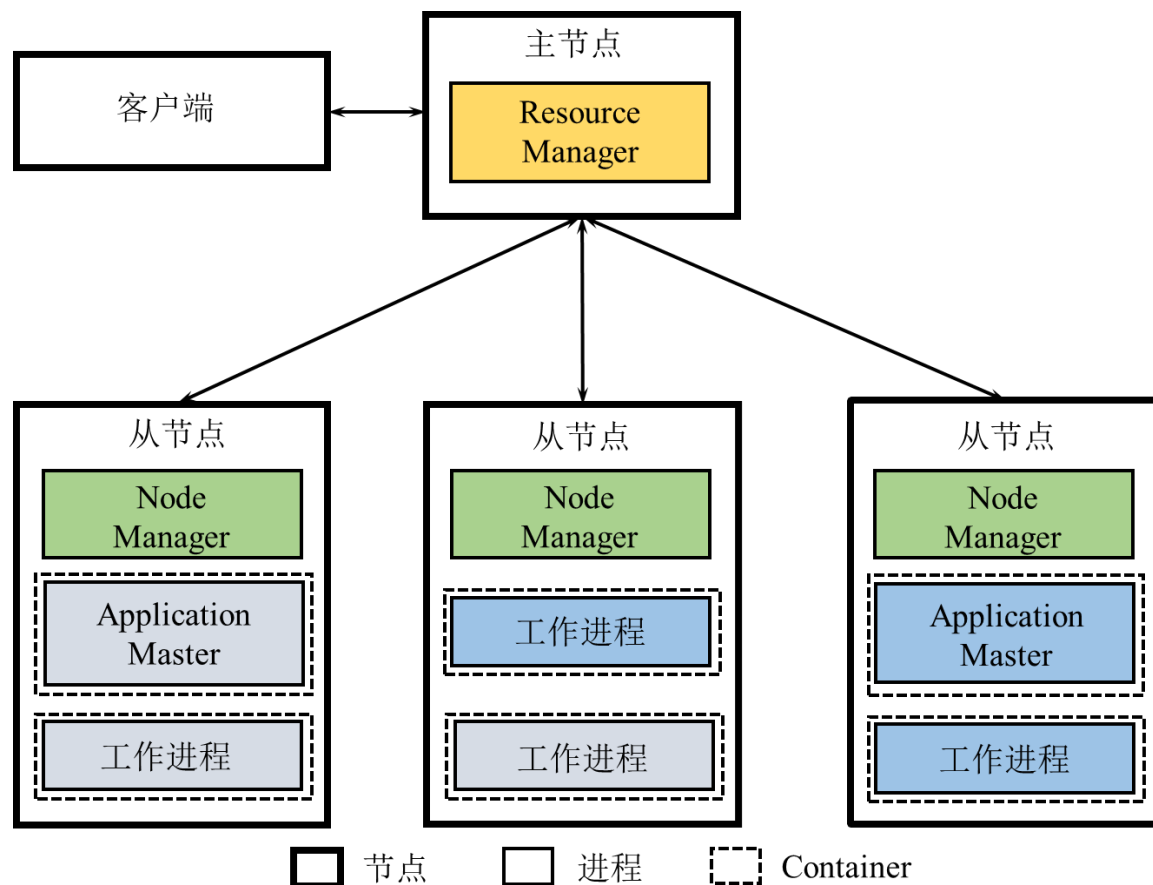 主节点
客户端
Resource
Manager
从节点
Node
Manager
Application
Master
工作进程
从节点
Node
Manager
工作进程
工作进程
从节点
Node
Manager
Application
Master
工作进程
节点
进程
Container